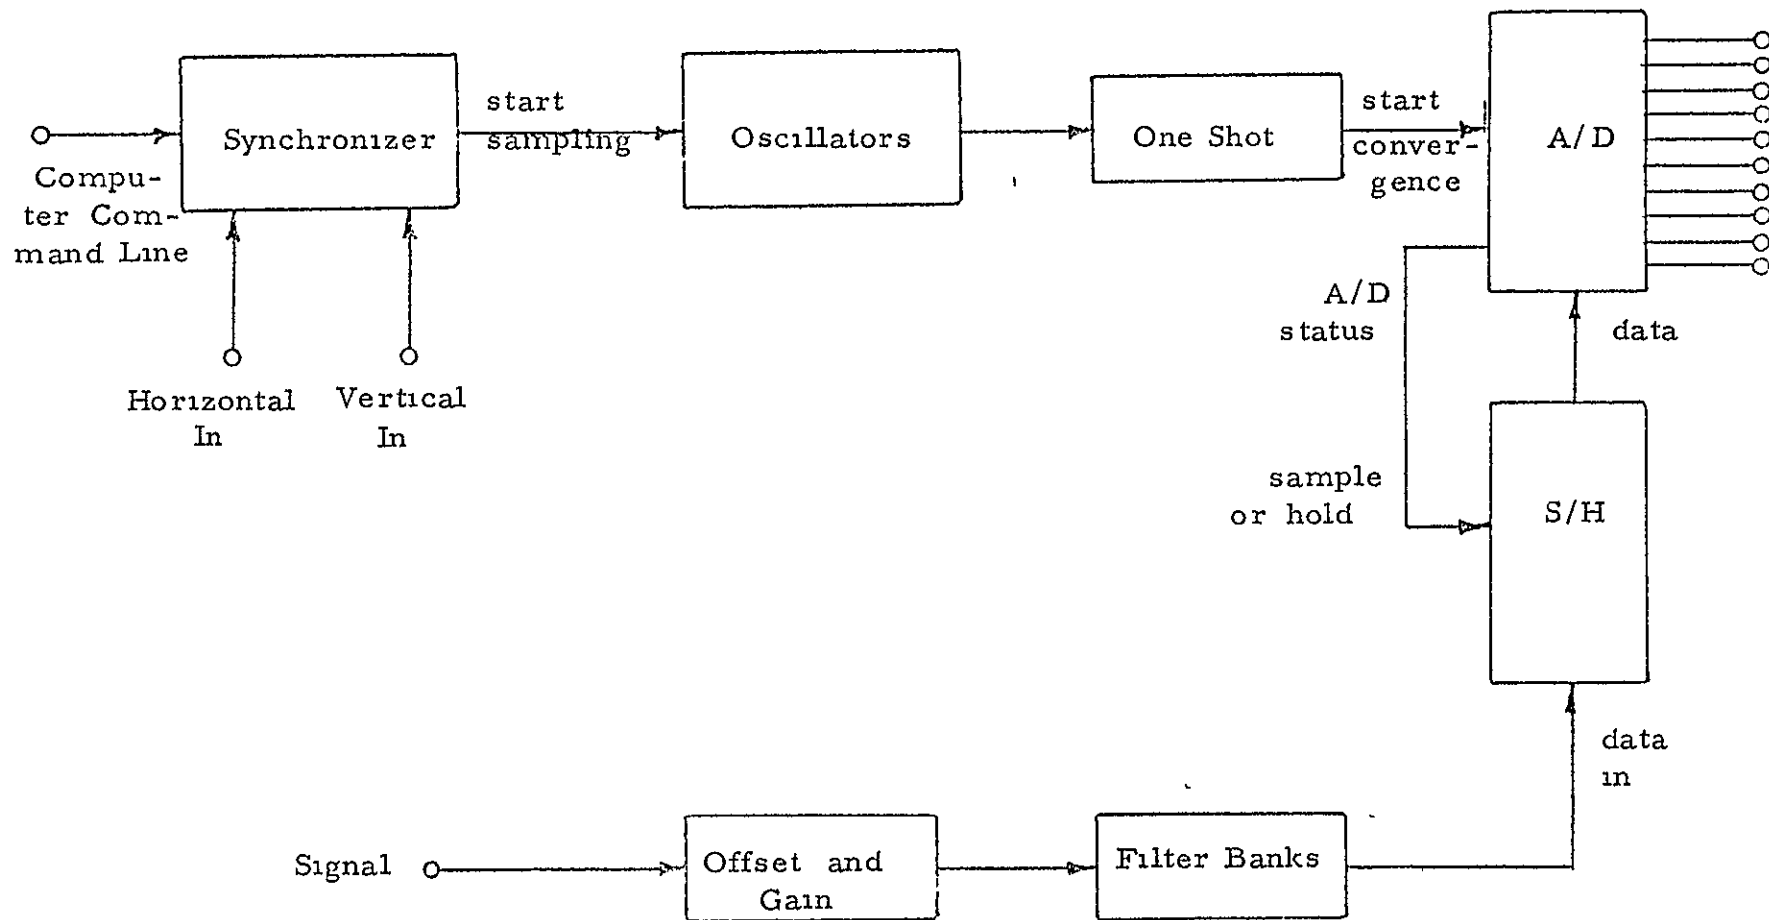 start
sampling
Synchronizer
Oscillators
One Shot
start
conver-
gence
A/D
Compu-
ter Com-
mand Line
A/D
status
data
Horizontal
In
Vertical
In
sample
or hold
S/H
data
in
Signal
Offset and
Gain
Filter Banks